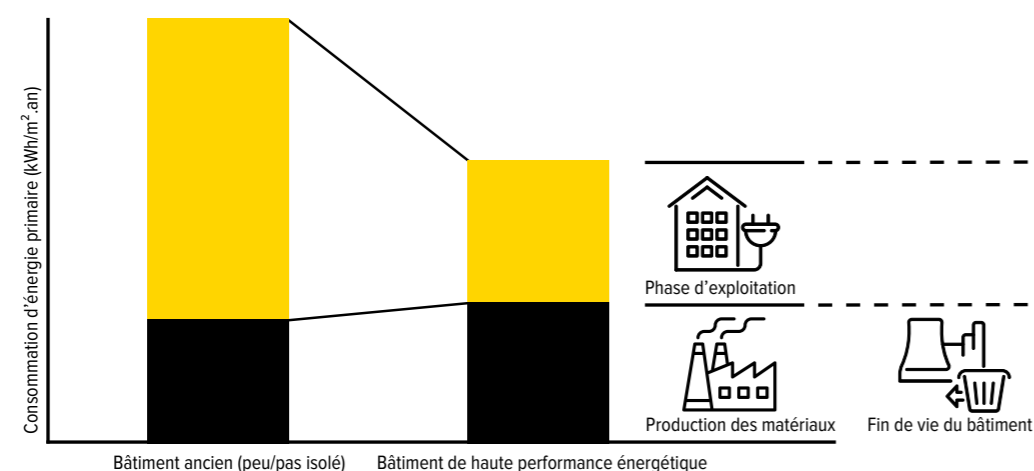 Consommation d'énergie primaire (kWh/m².an)
Phase d'exploitation
Production des matériaux
Fin de vie du bâtiment
Bâtiment ancien (peu/pas isolé)
Bâtiment de haute performance énergétique